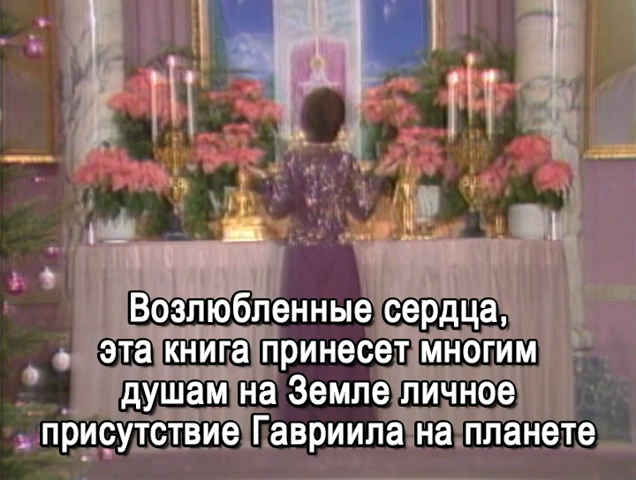 Возлюбленные сердца,
эта книга принесет многим
душам на Земле личное
присутствие Гавриила на планете